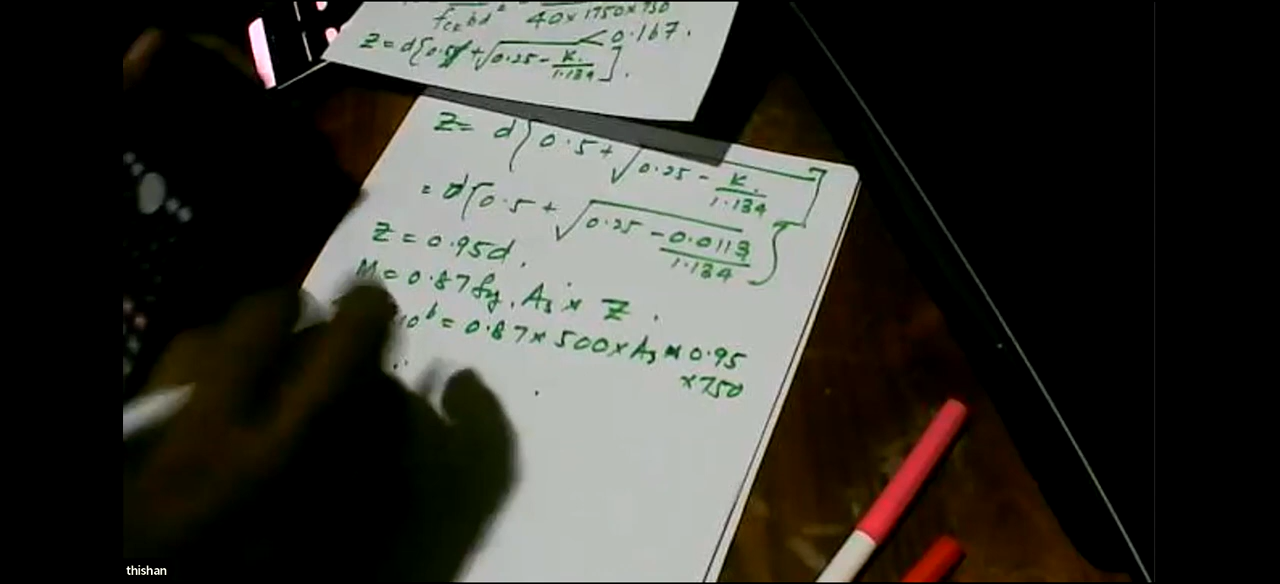 fck bd² 40×1750×750
< 0.167.
Z = d[0.5 + √0.25 - K/1.134].
Z = d[0.5 + √0.25 - K/1.134]
= d[0.5 + √0.25 - 0.0113/1.134]
Z = 0.95d.
M = 0.87 fy. As × Z.
10⁶ = 0.87 × 500 × As × 0.95
×750
thishan